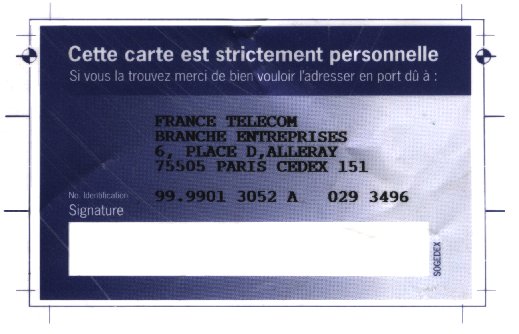 Cette carte est strictement personnelle
Si vous la trouvez merci de bien vouloir l'adresser en port dû à :
FRANCE TELECOM
BRANCHE ENTREPRISES
6, PLACE D,ALLERAY
75505 PARIS CEDEX 151
No. Identification 99.9901 3052 A 029 3496
Signature
SOGEDEX